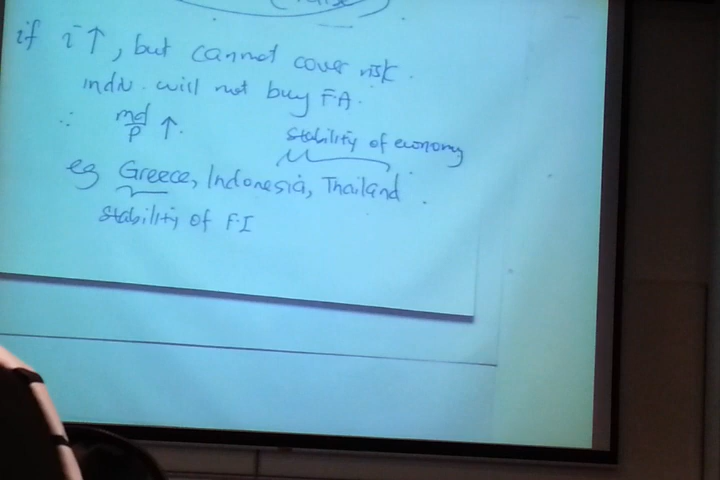 if i↑, but cannot cover risk.
indv. will not buy F.A.
∴ md/P ↑.
stability of economy
eg Greece, Indonesia, Thailand.
stability of F.I